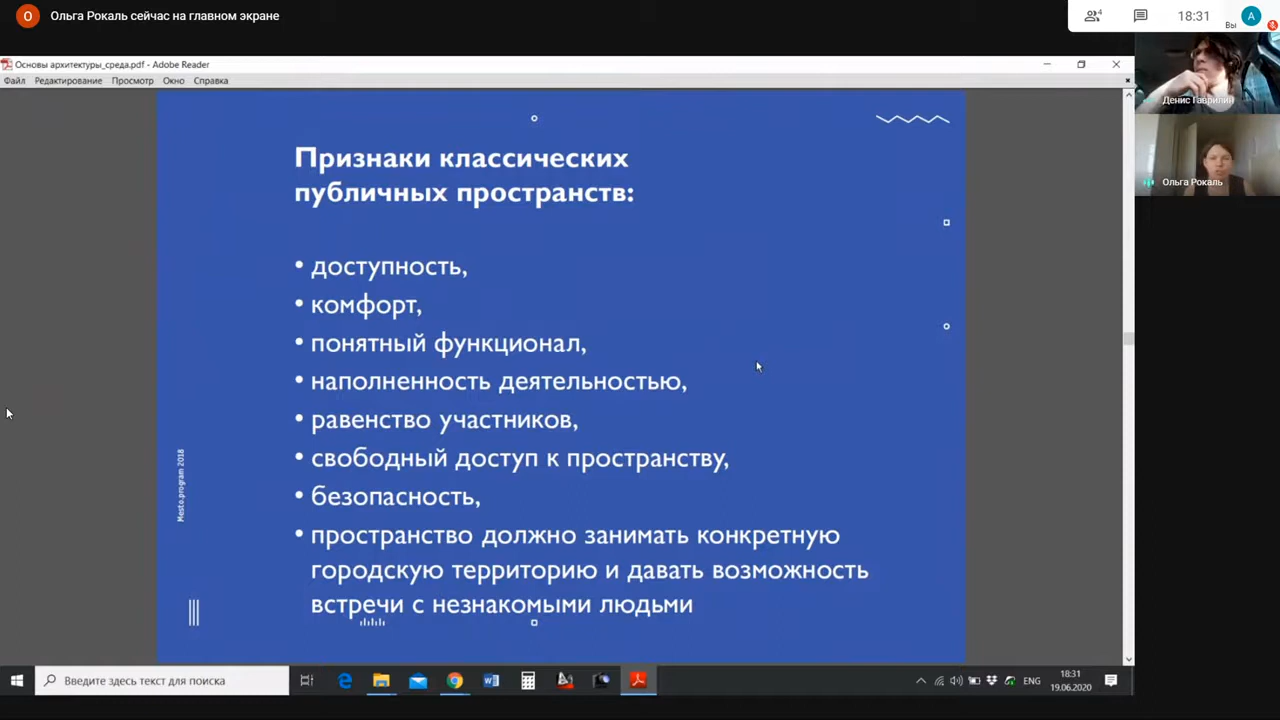 О
Ольга Рокаль сейчас на главном экране
4
18:31
Вы
А
Основы архитектуры_среда.pdf - Adobe Reader
Файл Редактирование Просмотр Окно Справка
Денис Гаврилин
Ольга Рокаль
Признаки классических
публичных пространств:
• доступность,
• комфорт,
• понятный функционал,
• наполненность деятельностью,
• равенство участников,
• свободный доступ к пространству,
• безопасность,
• пространство должно занимать конкретную
городскую территорию и давать возможность
встречи с незнакомыми людьми
Mesto.program 2018
Введите здесь текст для поиска
ENG
18:31
19.06.2020